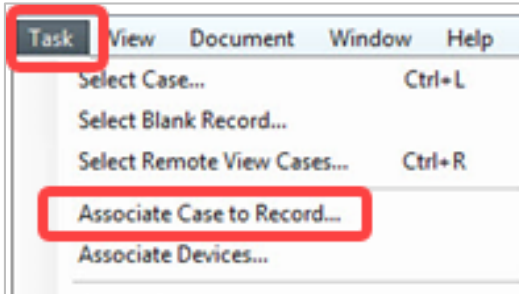 Task View Document Window Help
Select Case... Ctrl+L
Select Blank Record...
Select Remote View Cases... Ctrl+R
Associate Case to Record...
Associate Devices...